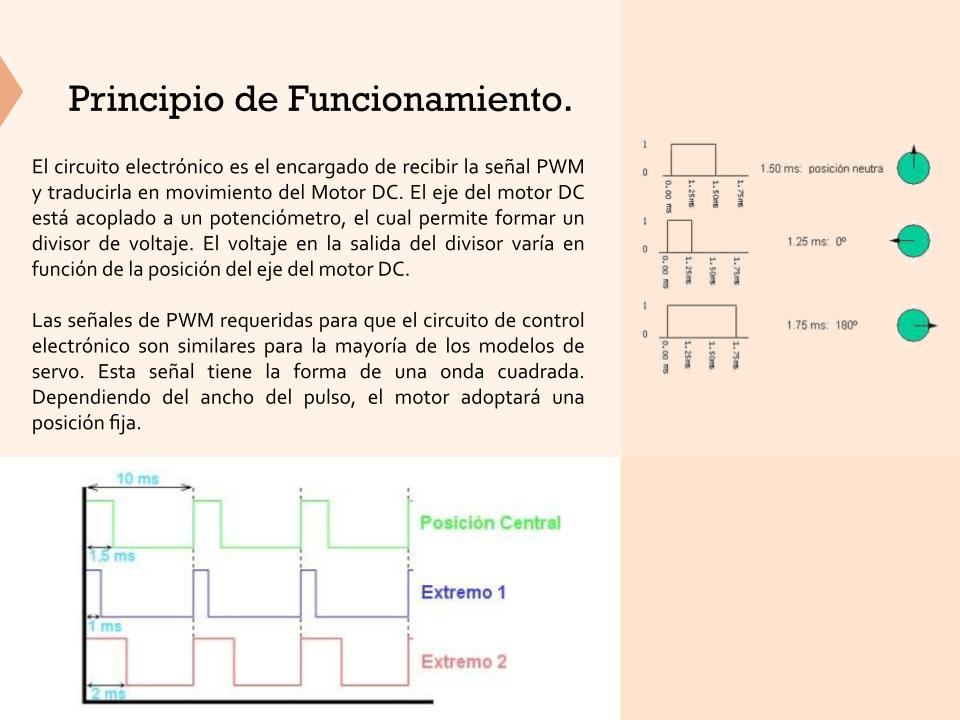 Principio de Funcionamiento.
El circuito electrónico es el encargado de recibir la señal PWM
y traducirla en movimiento del Motor DC. El eje del motor DC
está acoplado a un potenciómetro, el cual permite formar un
divisor de voltaje. El voltaje en la salida del divisor varía en
función de la posición del eje del motor DC.
Las señales de PWM requeridas para que el circuito de control
electrónico son similares para la mayoría de los modelos de
servo. Esta señal tiene la forma de una onda cuadrada.
Dependiendo del ancho del pulso, el motor adoptará una
posición fija.
1
0
0.00 ms
1.25ms
1.50ms
1.75ms
1.50 ms: posición neutra
1
0
0.00 ms
1.25ms
1.50ms
1.75ms
1.25 ms: 0º
1
0
0.00 ms
1.25ms
1.50ms
1.75ms
1.75 ms: 180º
10 ms
Posición Central
1,5 ms
Extremo 1
1 ms
Extremo 2
2 ms